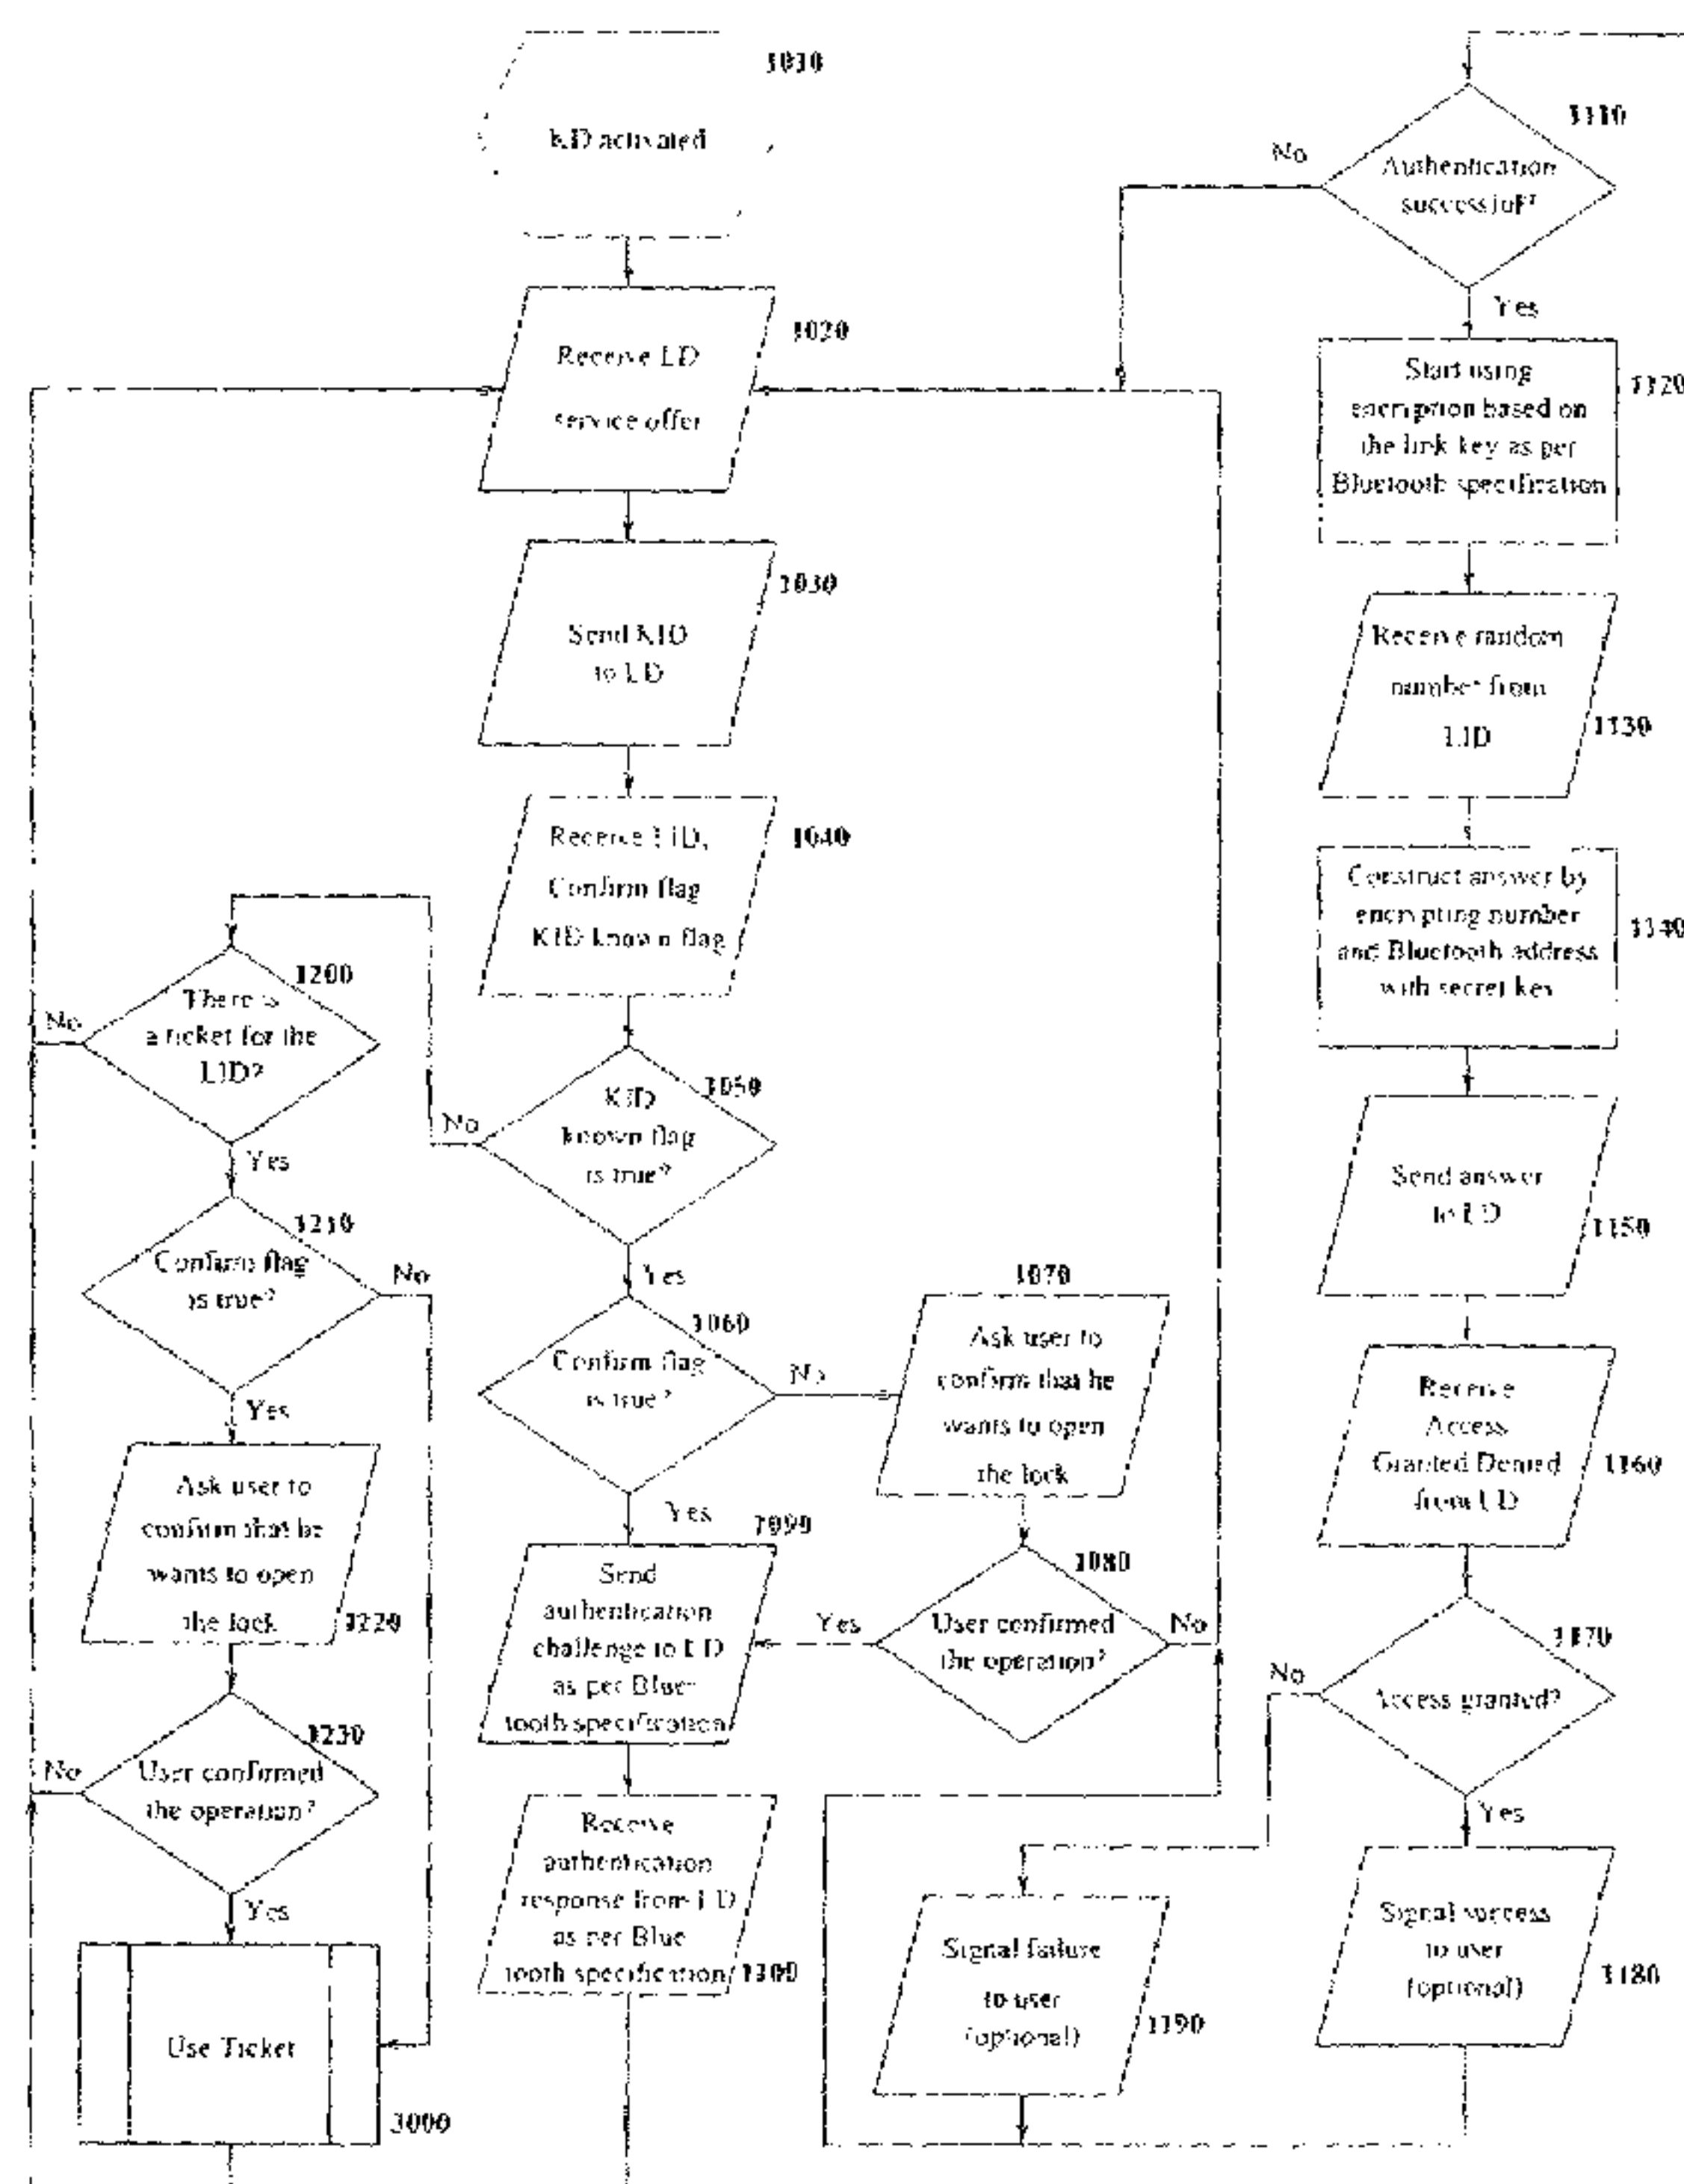 1010
KD activated
1020
Receive LD
service offer
1030
Send KID
to LD
1040
Receive LID,
Confirm flag
KID known flag
1050
KID
known flag
is true?
No
Yes
1060
Confirm flag
is true?
No
Yes
1070
Ask user to
confirm that he
wants to open
the lock
1080
User confirmed
the operation?
Yes
No
1090
Send
authentication
challenge to LD
as per Blue-
tooth specification
Receive
authentication
response from LD
as per Blue
tooth specification
1100
1200
There is
a ticket for the
LID?
No
Yes
1210
Confirm flag
is true?
No
Yes
Ask user to
confirm that he
wants to open
the lock
1220
1230
User confirmed
the operation?
No
Yes
Use Ticket
3000
1110
Authentication
successful?
No
Yes
Start using
encription based on
the link key as per
Bluetooth specification
1120
Receive random
number from
LID
1130
Construct answer by
encrypting number
and Bluetooth address
with secret key
1140
Send answer
to LD
1150
Receive
Access
Granted Denied
from LD
1160
1170
Access granted?
No
Yes
Signal success
to user
(optional)
1180
Signal failure
to user
(optional)
1190